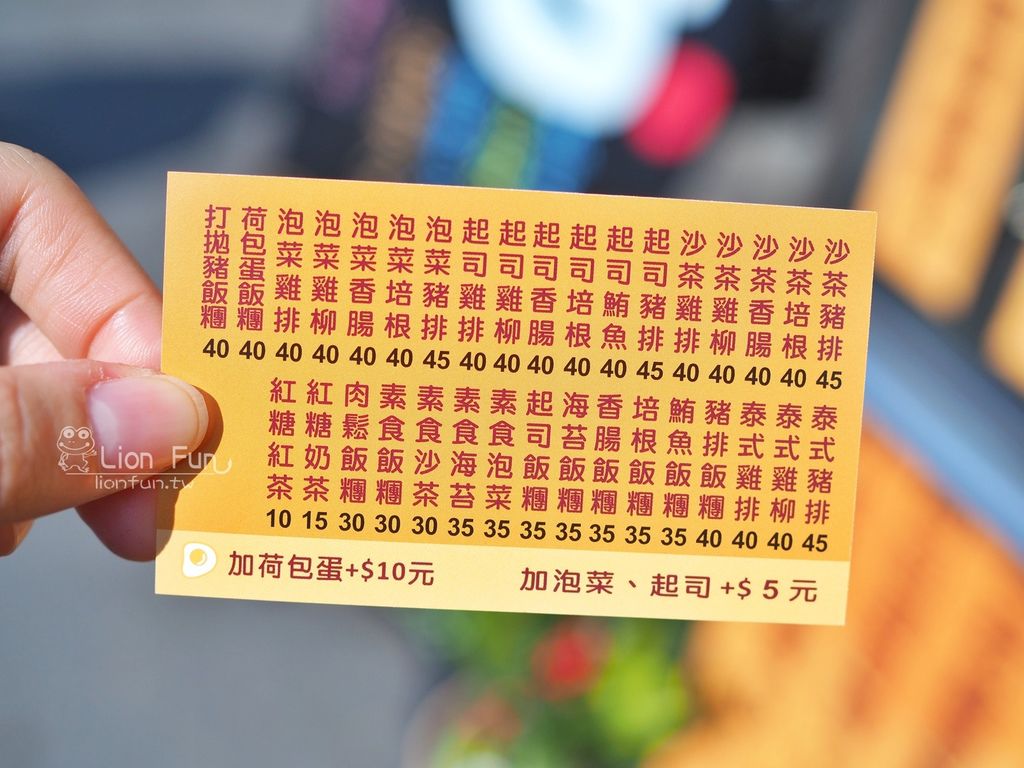 沙茶豬排 45
沙茶培根 40
沙茶香腸 40
沙茶雞柳 40
沙茶雞排 40
起司豬排 45
起司鮪魚 40
起司培根 40
起司香腸 40
起司雞柳 40
起司雞排 40
泡菜豬排 45
泡菜培根 40
泡菜香腸 40
泡菜雞柳 40
泡菜雞排 40
荷包蛋飯糰 40
打拋豬飯糰 40
泰式豬排 45
泰式雞柳 40
泰式雞排 40
豬排飯糰 40
鮪魚飯糰 35
培根飯糰 35
香腸飯糰 35
海苔飯糰 35
起司飯糰 35
素食泡菜 35
素食海苔 35
素食沙茶 30
素食飯糰 30
肉鬆飯糰 30
紅糖奶茶 15
紅糖紅茶 10
加荷包蛋+$10元
加泡菜、起司+$5元
Lion Fun
lionfun.tv